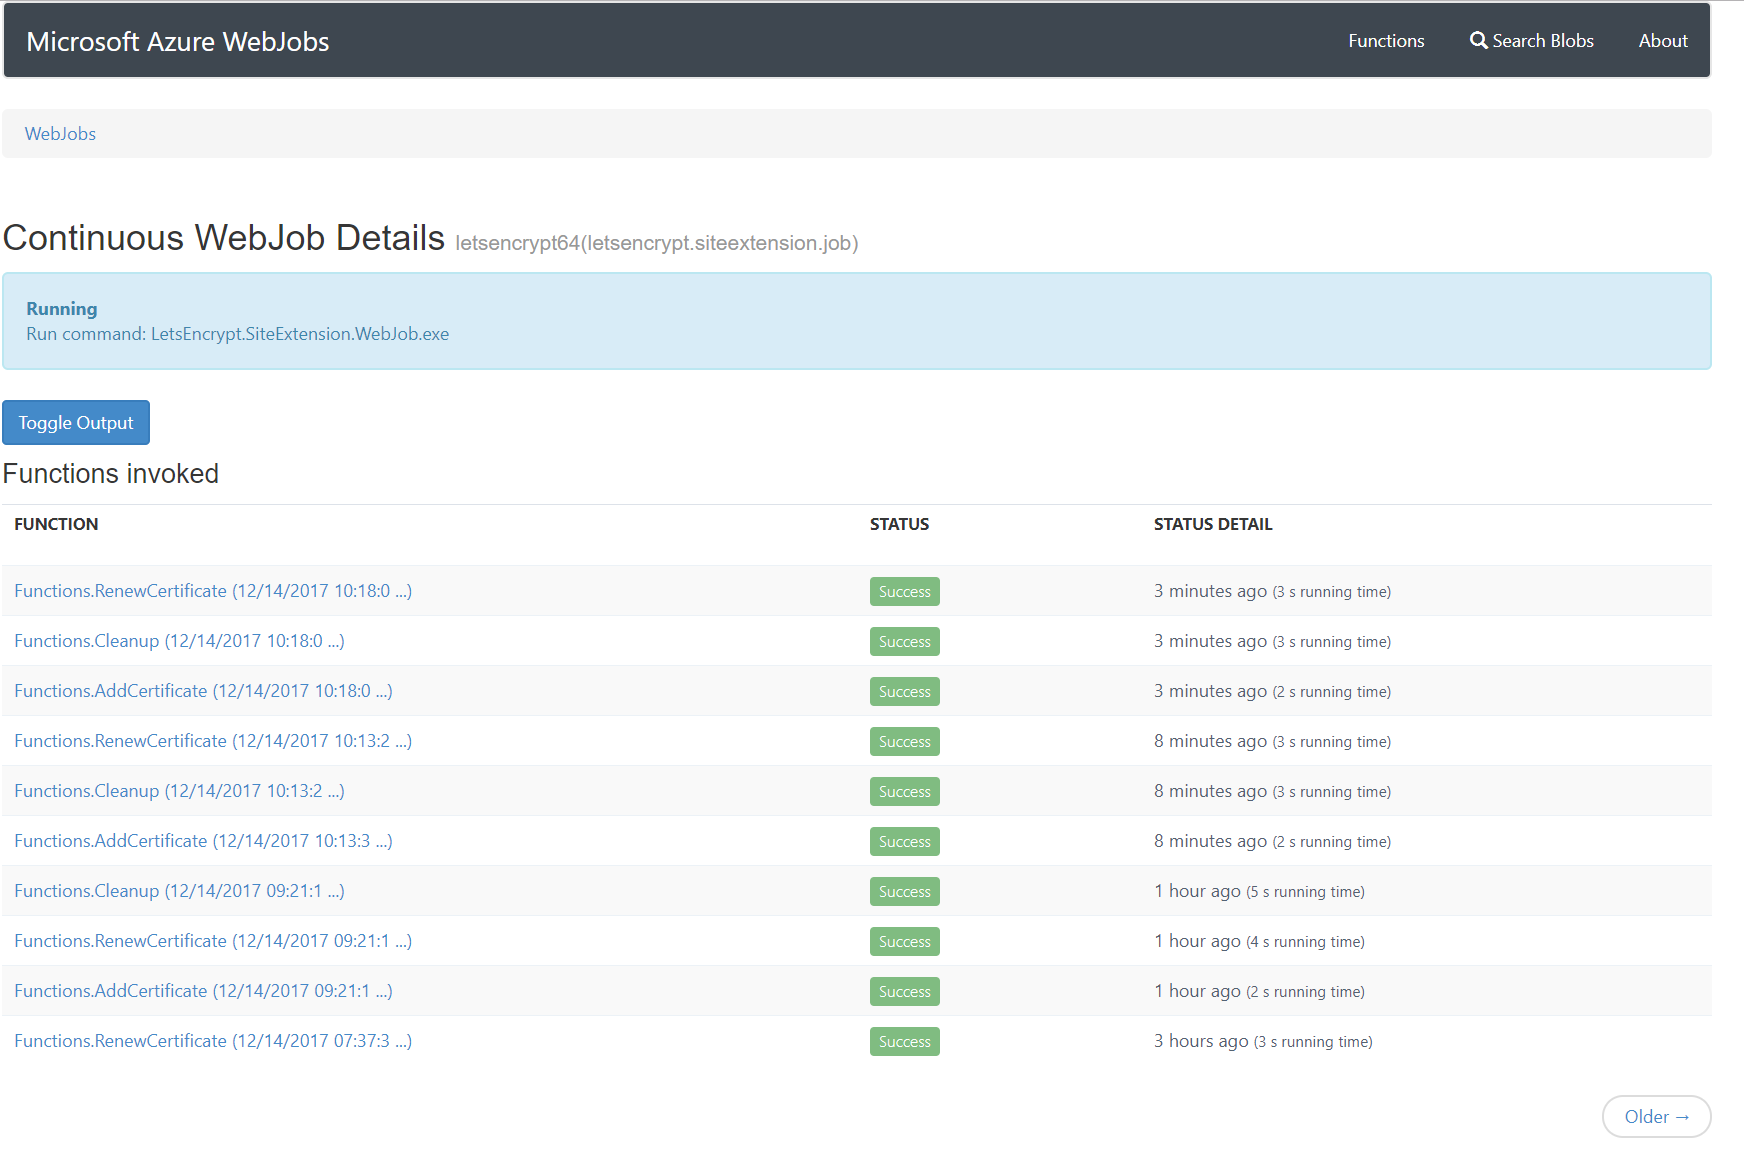 Microsoft Azure WebJobs Functions Search Blobs About
WebJobs
Continuous WebJob Details letsencrypt64(letsencrypt.siteextension.job)
Running
Run command: LetsEncrypt.SiteExtension.WebJob.exe
Toggle Output
Functions invoked
FUNCTION STATUS STATUS DETAIL
Functions.RenewCertificate (12/14/2017 10:18:0 ...) Success 3 minutes ago (3 s running time)
Functions.Cleanup (12/14/2017 10:18:0 ...) Success 3 minutes ago (3 s running time)
Functions.AddCertificate (12/14/2017 10:18:0 ...) Success 3 minutes ago (2 s running time)
Functions.RenewCertificate (12/14/2017 10:13:2 ...) Success 8 minutes ago (3 s running time)
Functions.Cleanup (12/14/2017 10:13:2 ...) Success 8 minutes ago (3 s running time)
Functions.AddCertificate (12/14/2017 10:13:3 ...) Success 8 minutes ago (2 s running time)
Functions.Cleanup (12/14/2017 09:21:1 ...) Success 1 hour ago (5 s running time)
Functions.RenewCertificate (12/14/2017 09:21:1 ...) Success 1 hour ago (4 s running time)
Functions.AddCertificate (12/14/2017 09:21:1 ...) Success 1 hour ago (2 s running time)
Functions.RenewCertificate (12/14/2017 07:37:3 ...) Success 3 hours ago (3 s running time)
Older →